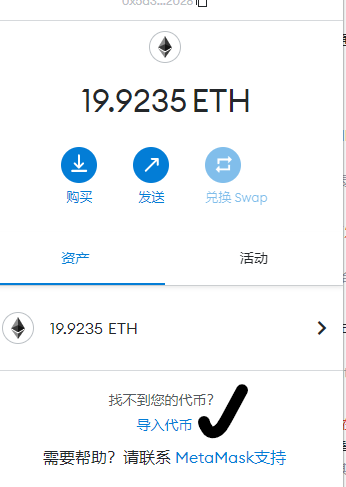 19.9235 ETH
购买 发送 兑换 Swap
资产 活动
19.9235 ETH
找不到您的代币？
导入代币
需要帮助？请联系 MetaMask支持